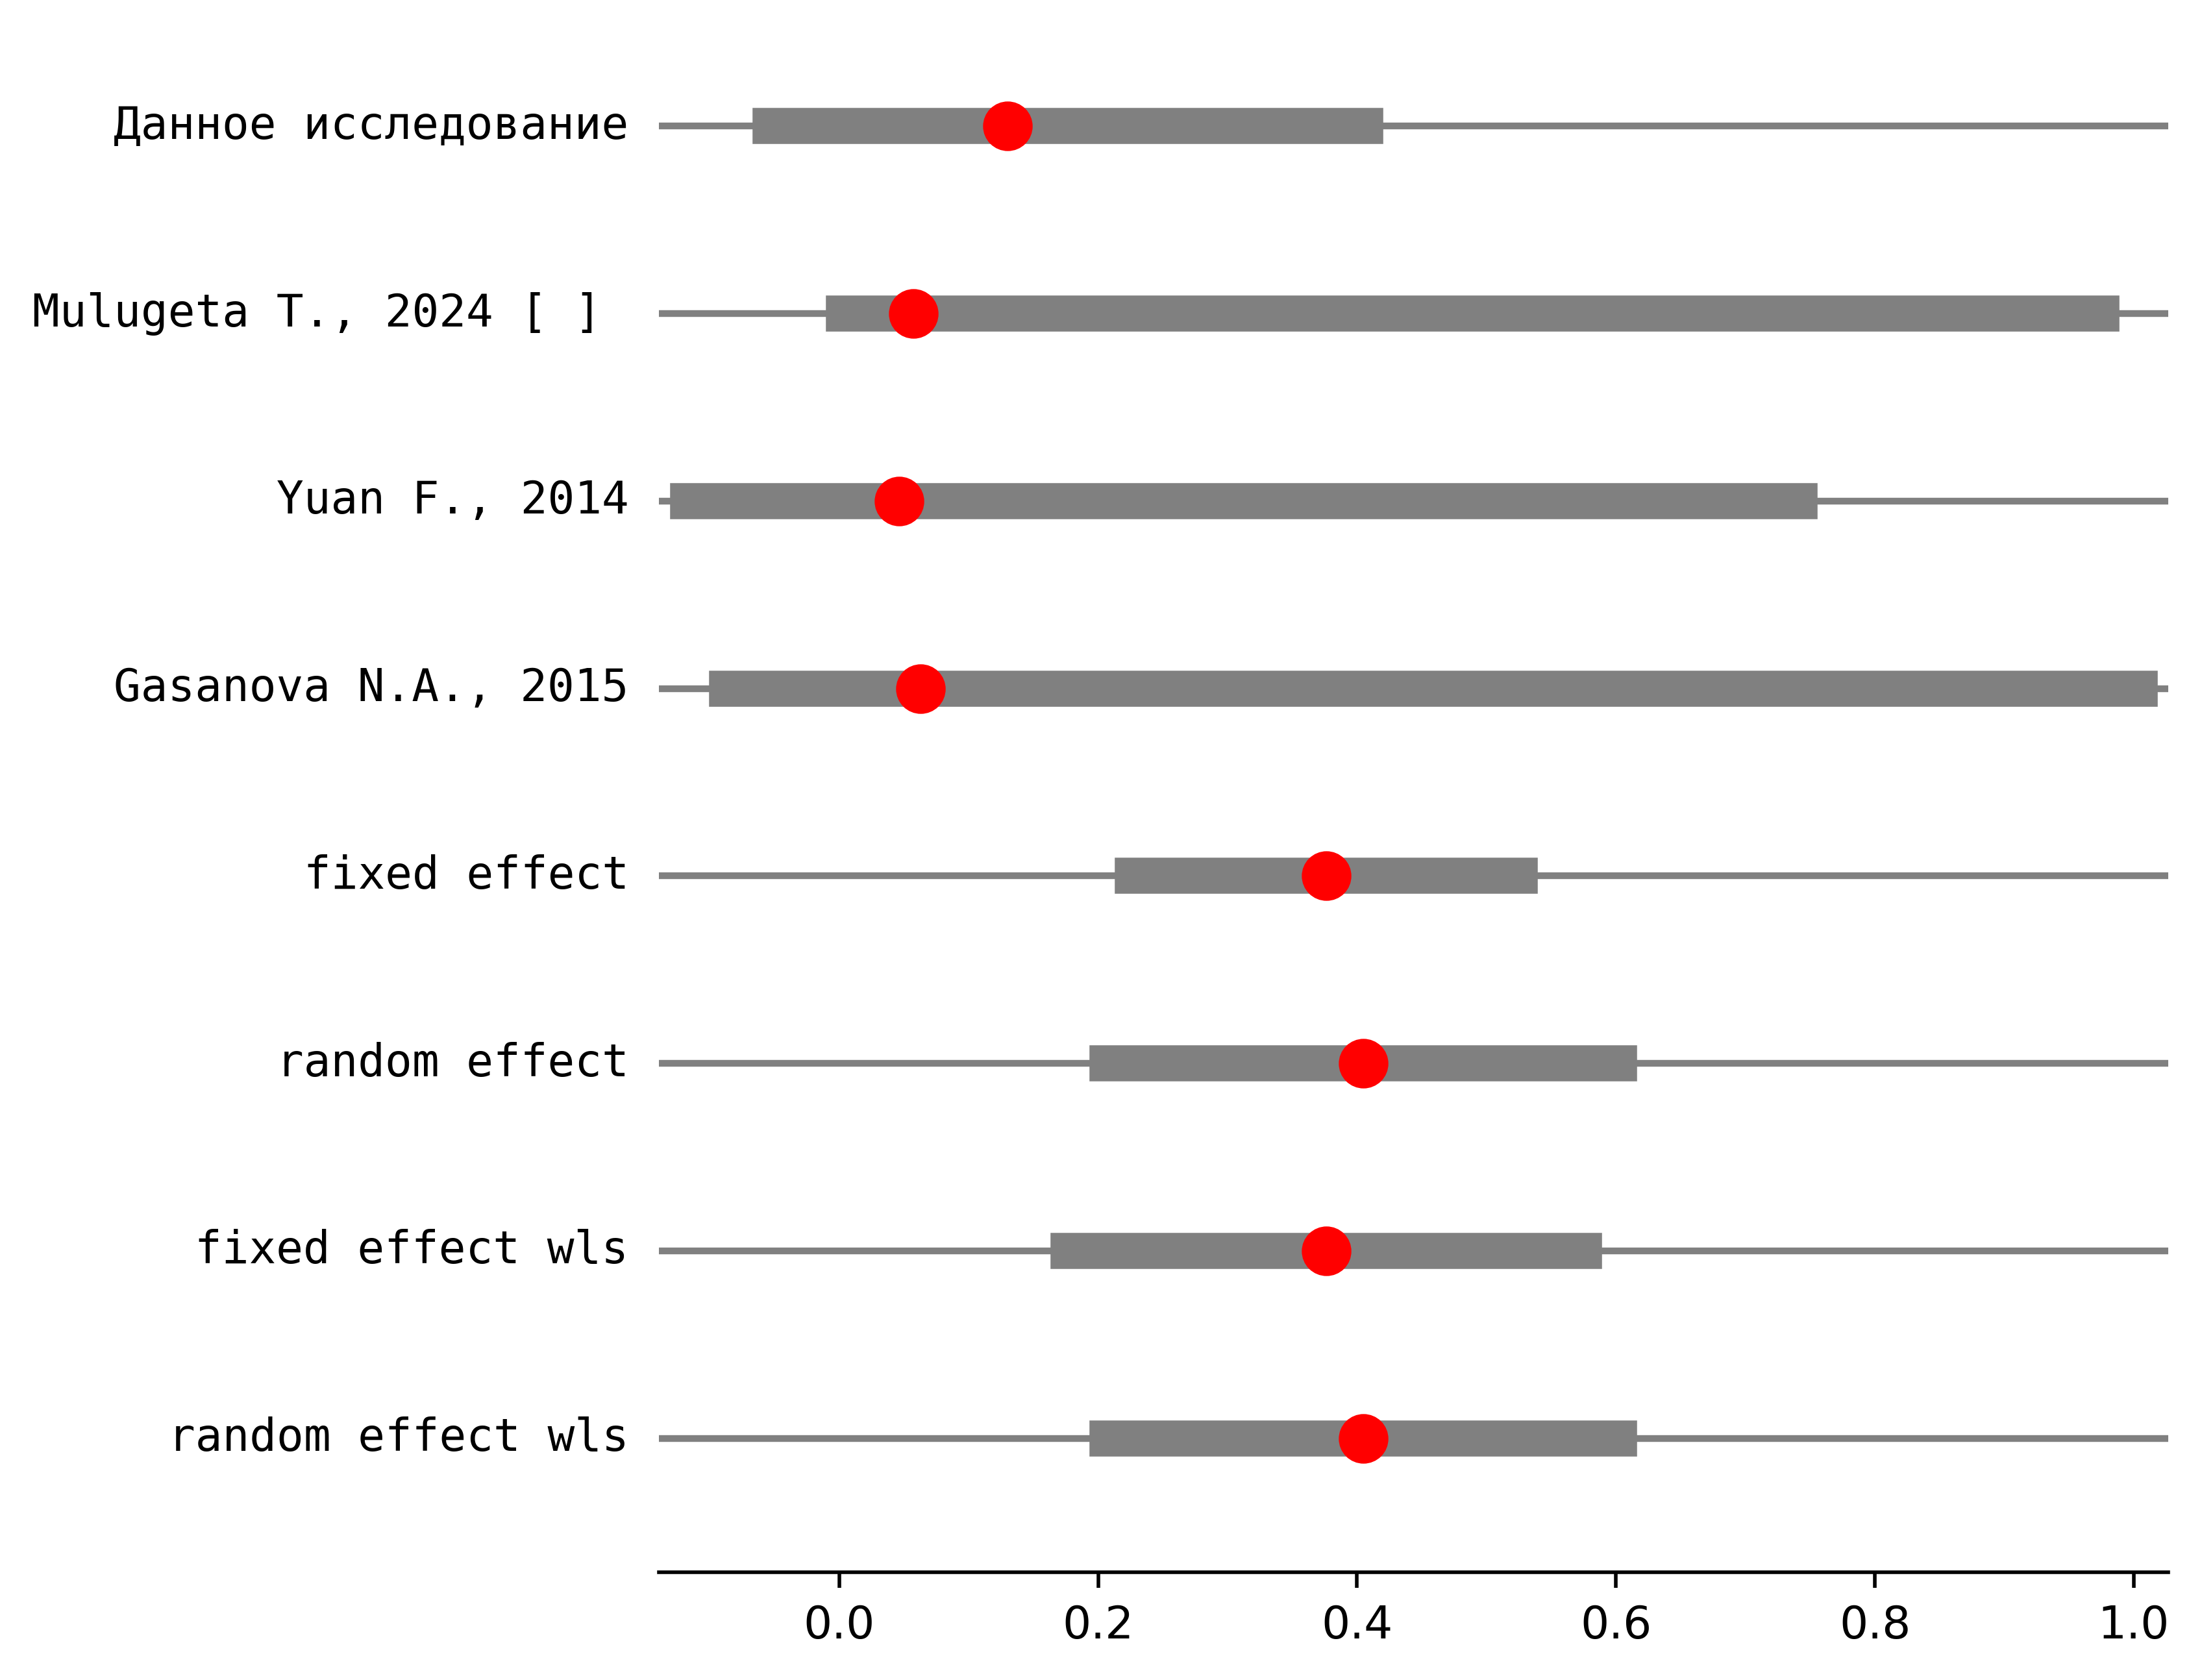 Данное исследование
Mulugeta T., 2024 [ ]
Yuan F., 2014
Gasanova N.A., 2015
fixed effect
random effect
fixed effect wls
random effect wls
0.0 0.2 0.4 0.6 0.8 1.0